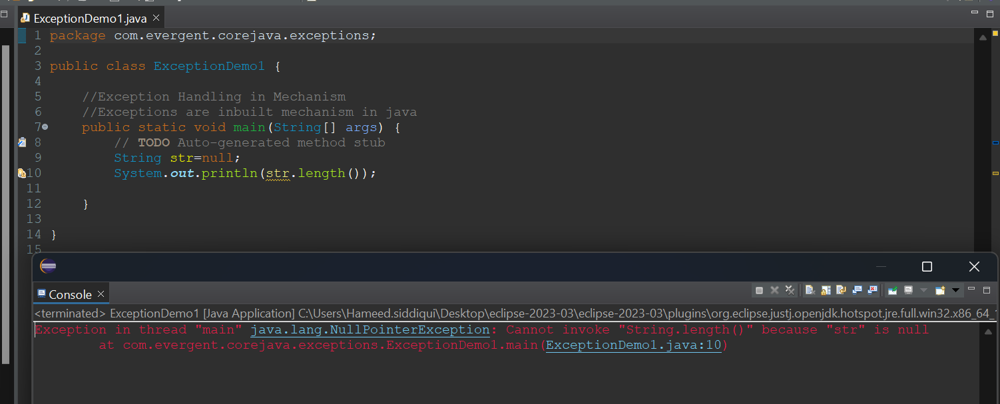 ExceptionDemo1.java
1 package com.evergent.corejava.exceptions;
2
3 public class ExceptionDemo1 {
4
5 //Exception Handling in Mechanism
6 //Exceptions are inbuilt mechanism in java
7 public static void main(String[] args) {
8 // TODO Auto-generated method stub
9 String str=null;
10 System.out.println(str.length());
11
12 }
13
14 }
15
Console
<terminated> ExceptionDemo1 [Java Application] C:\Users\Hameed.siddiqui\Desktop\eclipse-2023-03\eclipse-2023-03\plugins\org.eclipse.justj.openjdk.hotspot.jre.full.win32.x86_64_
Exception in thread "main" java.lang.NullPointerException: Cannot invoke "String.length()" because "str" is null
at com.evergent.corejava.exceptions.ExceptionDemo1.main(ExceptionDemo1.java:10)